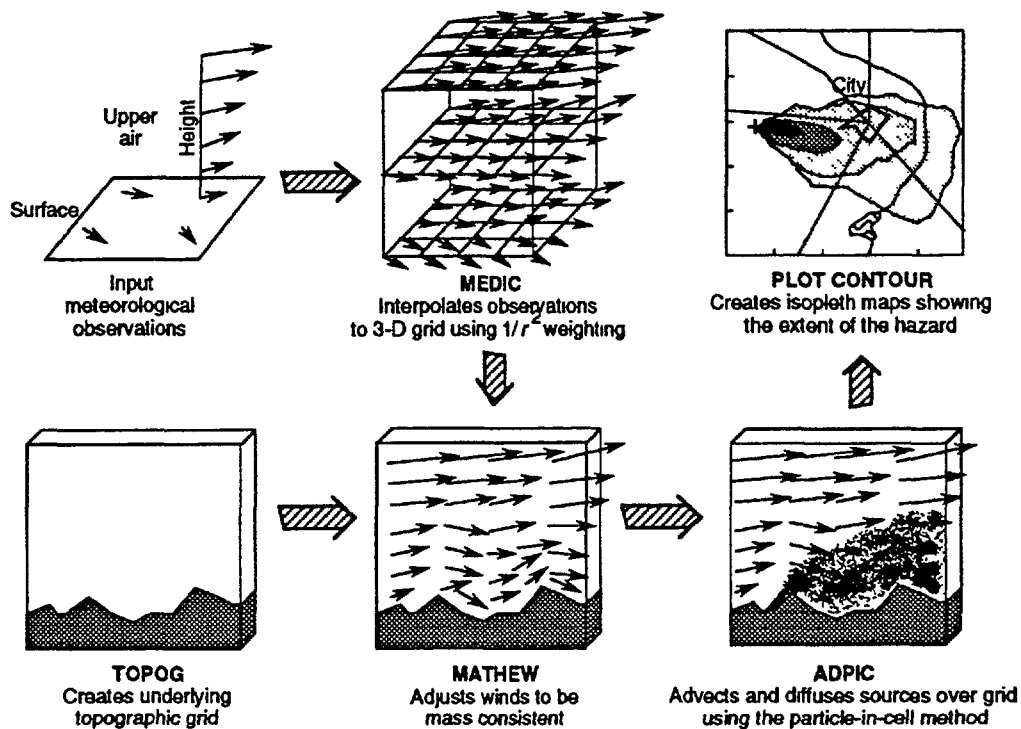 Upper
air
Height
Surface
Input
meteorological
observations
MEDIC
Interpolates observations
to 3-D grid using 1/r² weighting
City
PLOT CONTOUR
Creates isopleth maps showing
the extent of the hazard
TOPOG
Creates underlying
topographic grid
MATHEW
Adjusts winds to be
mass consistent
ADPIC
Advects and diffuses sources over grid
using the particle-in-cell method